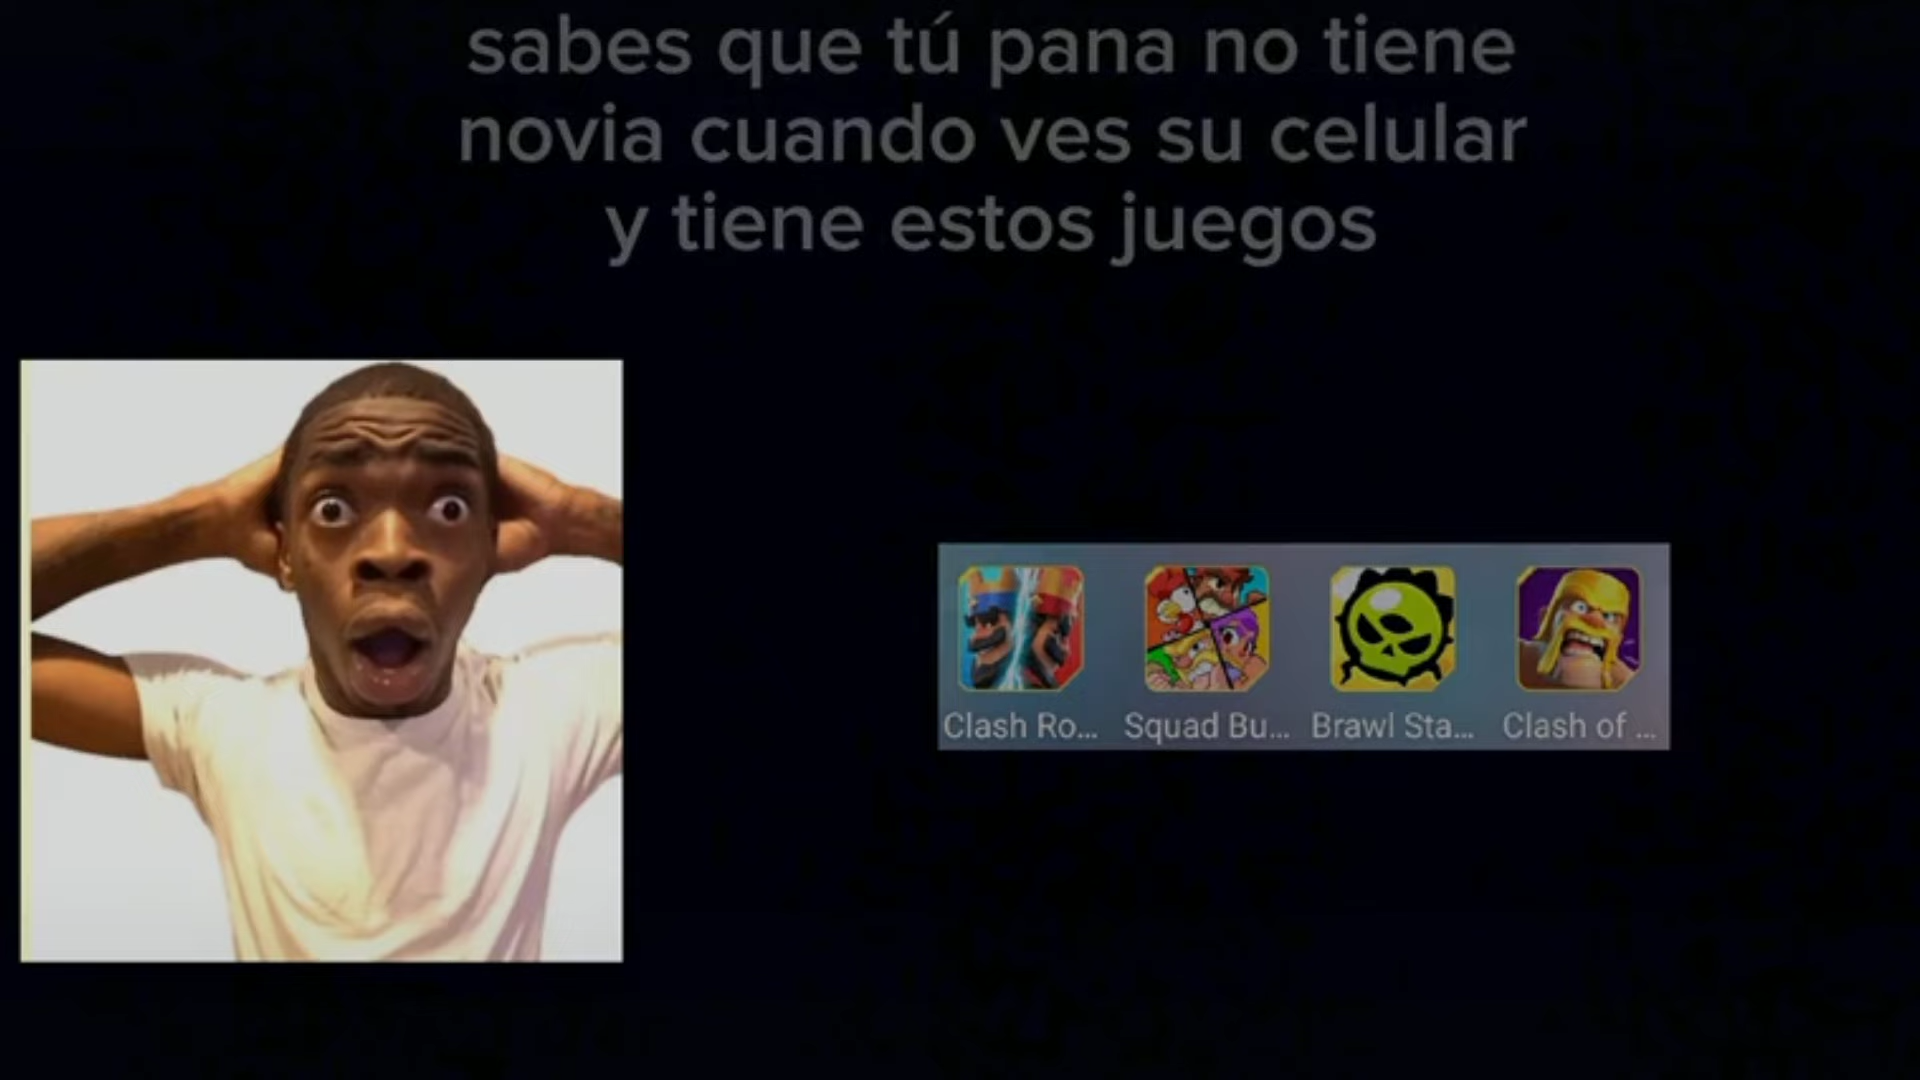 sabes que tú pana no tiene
novia cuando ves su celular
y tiene estos juegos
Clash Ro... Squad Bu... Brawl Sta... Clash of ...